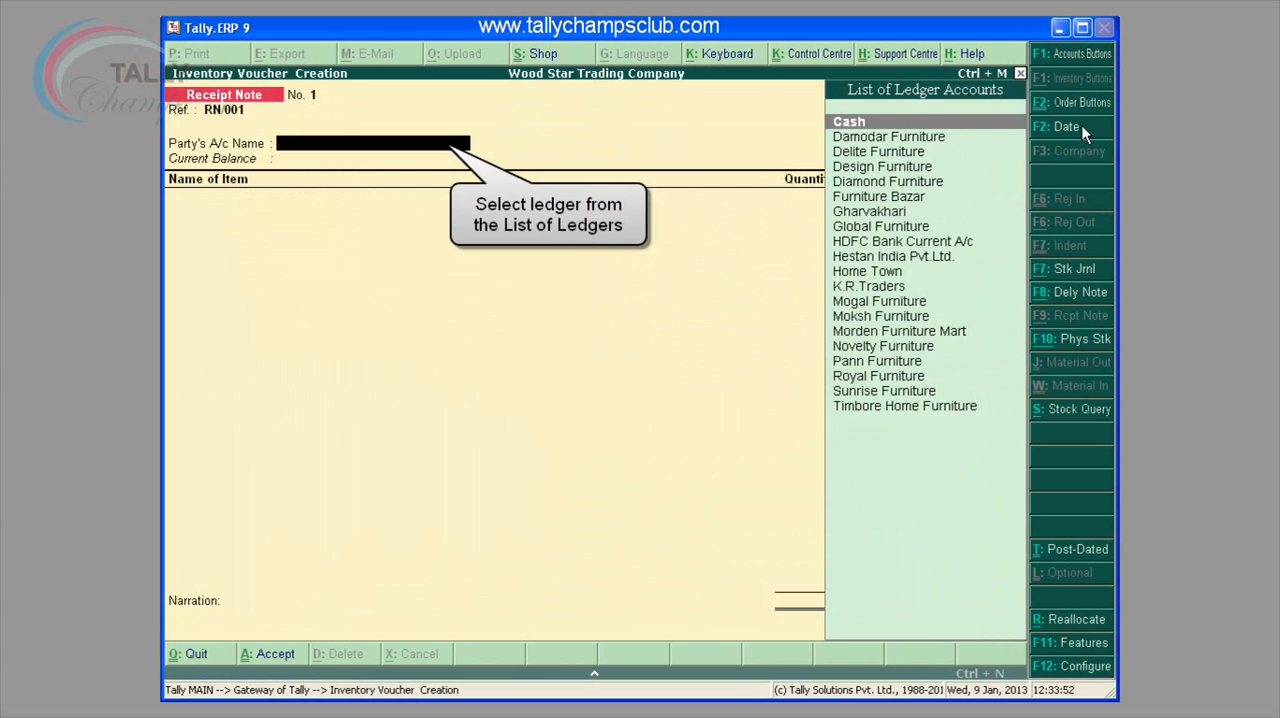 www.tallychampsclub.com
Tally.ERP 9
P: Print E: Export M: E-Mail O: Upload S: Shop G: Language K: Keyboard K: Control Centre H: Support Centre H: Help
F1: Accounts Buttons
TALLY
Inventory Voucher Creation Wood Star Trading Company Ctrl + M
F1: Inventory Buttons
Receipt Note No. 1
List of Ledger Accounts
Ref. : RN/001
F2: Order Buttons
Cash
F2: Date
Party's A/c Name :
Damodar Furniture
Current Balance :
Delite Furniture
F3: Company
Design Furniture
Name of Item Quanti
Diamond Furniture
Furniture Bazar
F6: Rej In
Select ledger from
the List of Ledgers
Gharvakhari
F6: Rej Out
Global Furniture
HDFC Bank Current A/c
F7: Indent
Hestan India Pvt.Ltd.
Home Town
F7: Stk Jrnl
K.R.Traders
F8: Dely Note
Mogal Furniture
Moksh Furniture
F9: Rcpt Note
Morden Furniture Mart
F10: Phys Stk
Novelty Furniture
Pann Furniture
J: Material Out
Royal Furniture
W: Material In
Sunrise Furniture
Timbore Home Furniture
S: Stock Query
T: Post-Dated
L: Optional
Narration:
R: Reallocate
F11: Features
Q: Quit A: Accept D: Delete X: Cancel
F12: Configure
Ctrl + N
Tally MAIN --> Gateway of Tally --> Inventory Voucher Creation (c) Tally Solutions Pvt. Ltd., 1988-201 Wed, 9 Jan, 2013 12:33:52